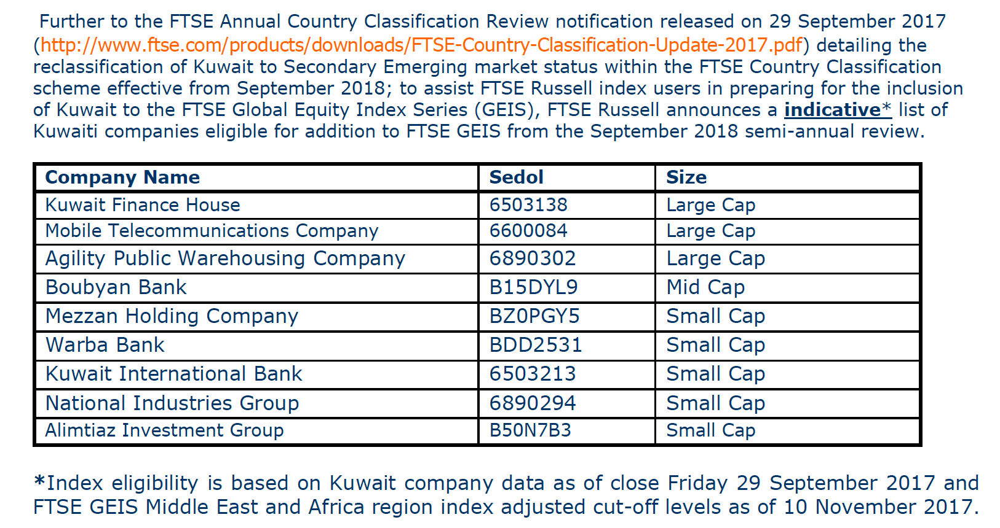 Further to the FTSE Annual Country Classification Review notification released on 29 September 2017
(http://www.ftse.com/products/downloads/FTSE-Country-Classification-Update-2017.pdf) detailing the
reclassification of Kuwait to Secondary Emerging market status within the FTSE Country Classification
scheme effective from September 2018; to assist FTSE Russell index users in preparing for the inclusion
of Kuwait to the FTSE Global Equity Index Series (GEIS), FTSE Russell announces a indicative* list of
Kuwaiti companies eligible for addition to FTSE GEIS from the September 2018 semi-annual review.
Company Name Sedol Size
Kuwait Finance House 6503138 Large Cap
Mobile Telecommunications Company 6600084 Large Cap
Agility Public Warehousing Company 6890302 Large Cap
Boubyan Bank B15DYL9 Mid Cap
Mezzan Holding Company BZ0PGY5 Small Cap
Warba Bank BDD2531 Small Cap
Kuwait International Bank 6503213 Small Cap
National Industries Group 6890294 Small Cap
Alimtiaz Investment Group B50N7B3 Small Cap
*Index eligibility is based on Kuwait company data as of close Friday 29 September 2017 and
FTSE GEIS Middle East and Africa region index adjusted cut-off levels as of 10 November 2017.